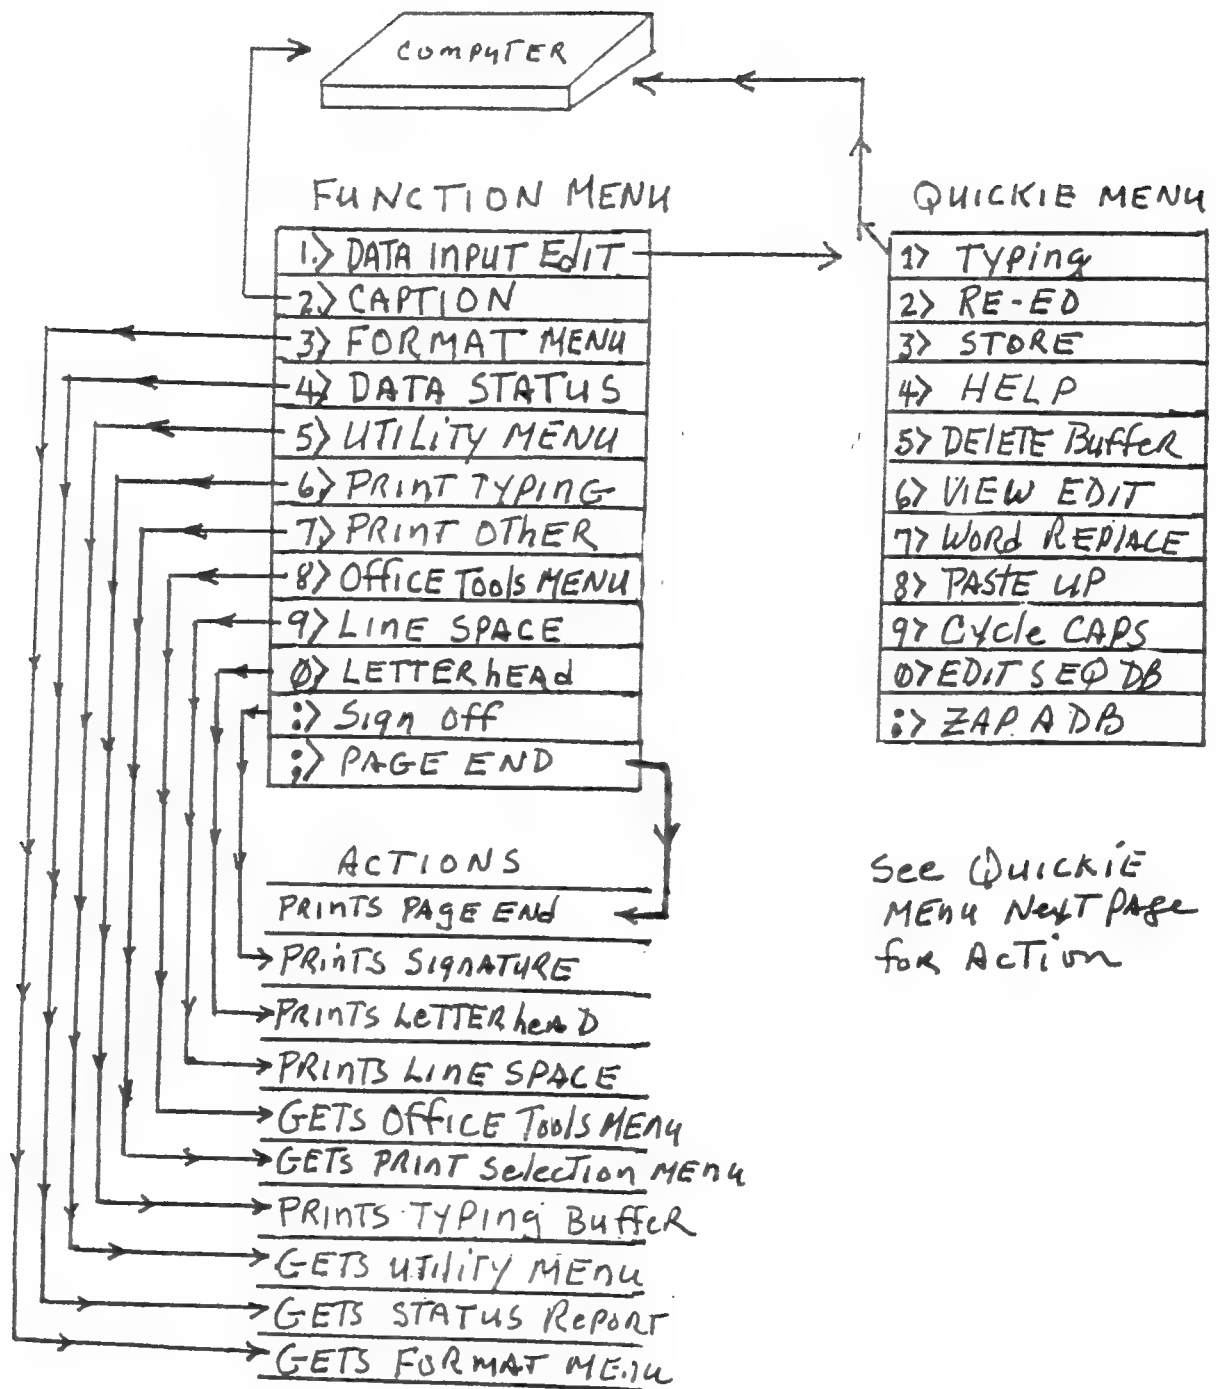 COMPUTER
FUNCTION MENU
1.> DATA INPUT EdIT
2.> CAPTION
3> FORMAT MENU
4> DATA STATUS
5> UTILITY MENU
6> PRINT TYPING
7> PRINT OTHER
8> OffICE Tools MENU
9> LINE SPACE
0> LETTERhEAd
:> Sign Off
;> PAGE END
QUICKIE MENU
1> TYPing
2> RE-ED
3> STORE
4> HELP
5> DElETE BuffeR
6> VIEW EDIT
7> WORd REPlACE
8> PASTE UP
9> Cycle CAPS
0> EDIT SEQ DB
:> ZAP A DB
See QUICKIE
MEnu NexT PAge
foR AcTion
ACTIONS
PRINTS PAGE ENd
PRINTS SIgnATURE
PRINTS LeTTERheAD
PRINTS LINE SPACE
GETS OffICE Tools MEnu
GETS PRINT SelecTion MEnu
PRINTS TYPing BuffeR
GETS UTIlITY MEnu
GETS STATUS RePoRT
GETS FORMAT MEnu